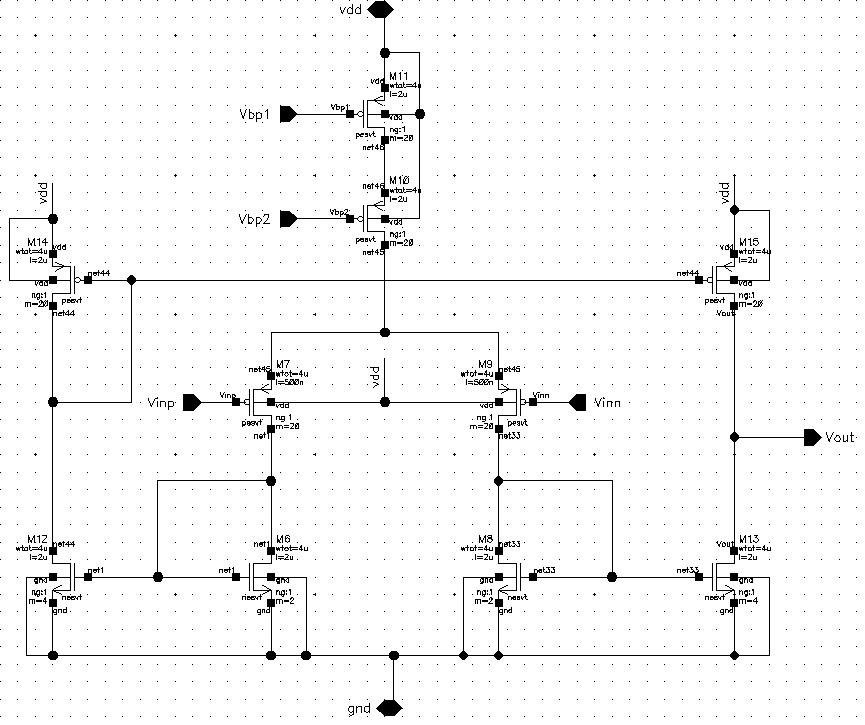 vdd
M11
wtot=4u
l=2u
vdd
Vbp1
Vbp1
vdd
ng:1
m=20
pesvt
net46
net46
M10
wtot=4u
l=2u
Vbp2
Vbp2
vdd
ng:1
m=20
pesvt
net45
vdd
M14
wtot=4u
l=2u
vdd
vdd
net44
pesvt
ng:1
m=20
net44
vdd
vdd
M15
wtot=4u
l=2u
net44
vdd
pesvt
ng:1
m=20
Vout
M7
net45
wtot=4u
l=500n
Vinp
Vinp
vdd
pesvt
ng:1
m=20
net1
vdd
M9
net45
wtot=4u
l=500n
vdd
Vinn
Vinn
ng:1
m=20
pesvt
net33
Vout
M12
net44
wtot=4u
l=2u
gnd
net1
ng:1
m=4
nesvt
gnd
M6
net1
wtot=4u
l=2u
net1
gnd
nesvt
ng:1
m=2
gnd
M8
net33
wtot=4u
l=2u
gnd
net33
ng:1
m=2
nesvt
gnd
M13
Vout
wtot=4u
l=2u
net33
gnd
nesvt
ng:1
m=4
gnd
gnd